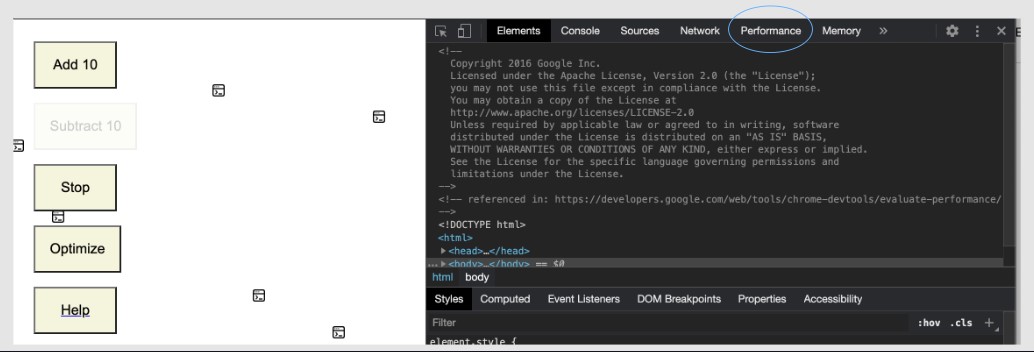 Add 10
Subtract 10
Stop
Optimize
Help
Elements Console Sources Network Performance Memory »
<!--
Copyright 2016 Google Inc.
Licensed under the Apache License, Version 2.0 (the "License");
you may not use this file except in compliance with the License.
You may obtain a copy of the License at
http://www.apache.org/licenses/LICENSE-2.0
Unless required by applicable law or agreed to in writing, software
distributed under the License is distributed on an "AS IS" BASIS,
WITHOUT WARRANTIES OR CONDITIONS OF ANY KIND, either express or implied.
See the License for the specific language governing permissions and
limitations under the License.
-->
<!-- referenced in: https://developers.google.com/web/tools/chrome-devtools/evaluate-performance/
-->
<!DOCTYPE html>
<html>
<head>…</head>
… <body>…</body> == $0
html body
Styles Computed Event Listeners DOM Breakpoints Properties Accessibility
Filter :hov .cls +
element.style {